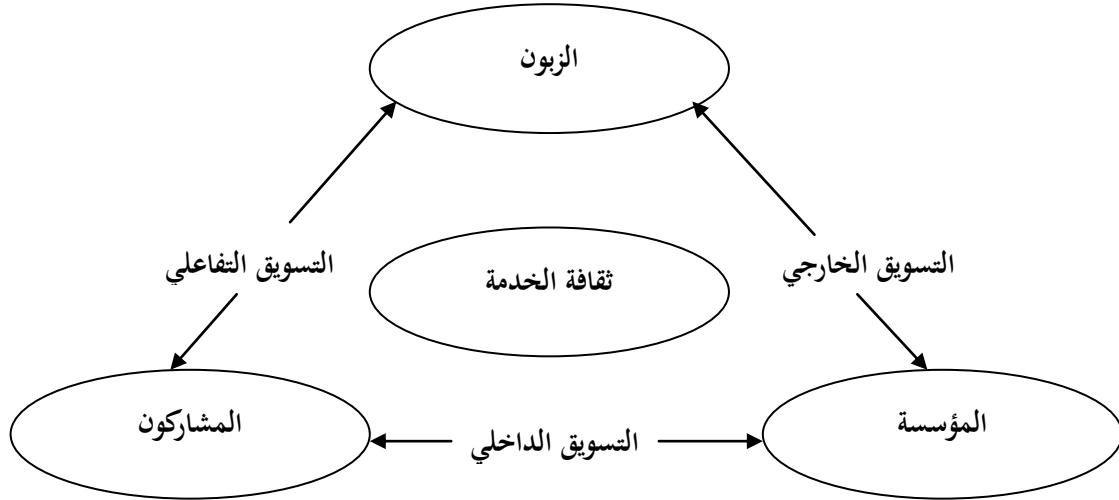 الزبون
التسويق الخارجي
التسويق التفاعلي
ثقافة الخدمة
المؤسسة
المشاركون
التسويق الداخلي